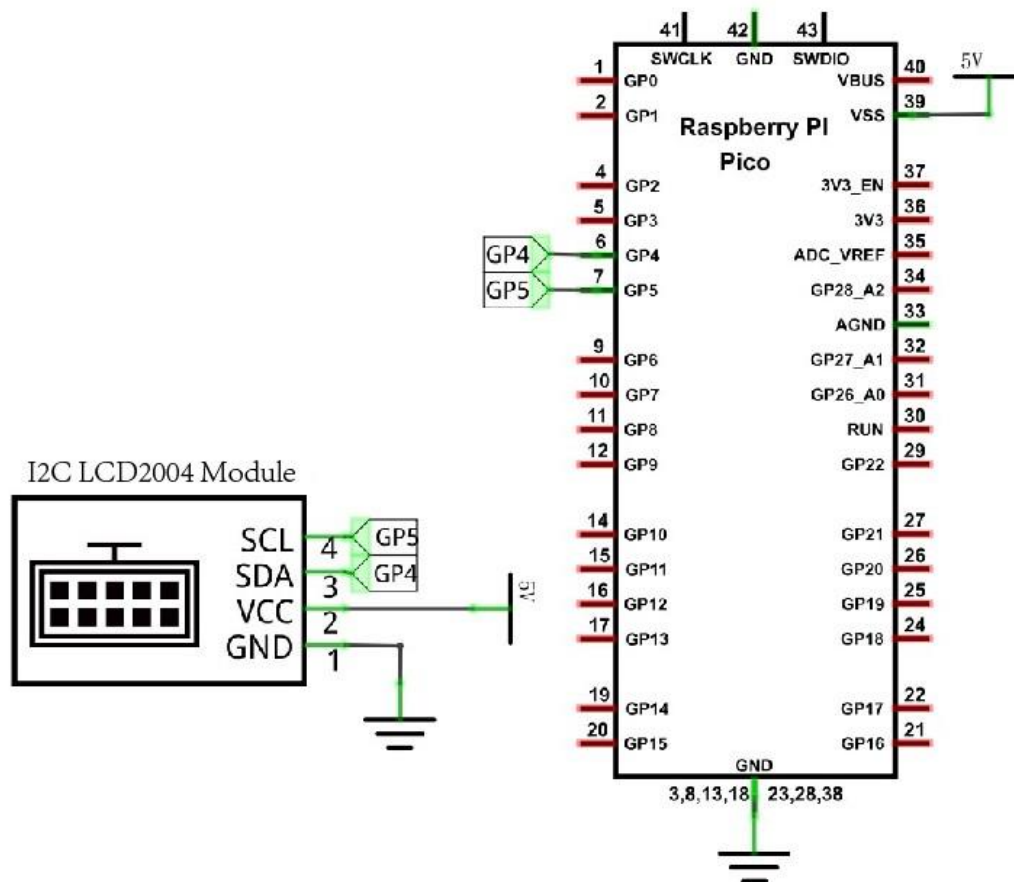 41 42 43
SWCLK GND SWDIO
Raspberry PI
Pico
1 GP0
2 GP1
4 GP2
5 GP3
GP4 6 GP4
GP5 7 GP5
9 GP6
10 GP7
11 GP8
12 GP9
14 GP10
15 GP11
16 GP12
17 GP13
19 GP14
20 GP15
VBUS 40
VSS 39
5V
3V3_EN 37
3V3 36
ADC_VREF 35
GP28_A2 34
AGND 33
GP27_A1 32
GP26_A0 31
RUN 30
GP22 29
GP21 27
GP20 26
GP19 25
GP18 24
GP17 22
GP16 21
GND
3,8,13,18 23,28,38
I2C LCD2004 Module
SCL 4 GP5
SDA 3 GP4
VCC 2 5V
GND 1